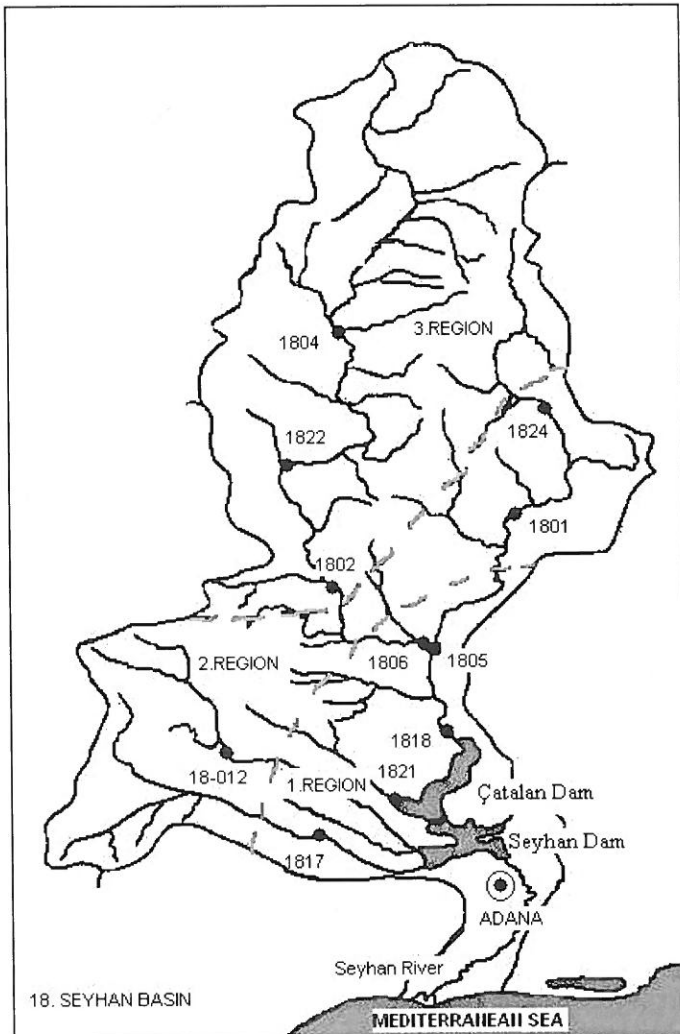 3.REGION
1804
1824
1822
1801
1802
1806
1805
2.REGION
1818
18-012
1821
1.REGION
Çatalan Dam
Seyhan Dam
1817
ADANA
Seyhan River
18. SEYHAN BASIN
MEDITERRANEAII SEA